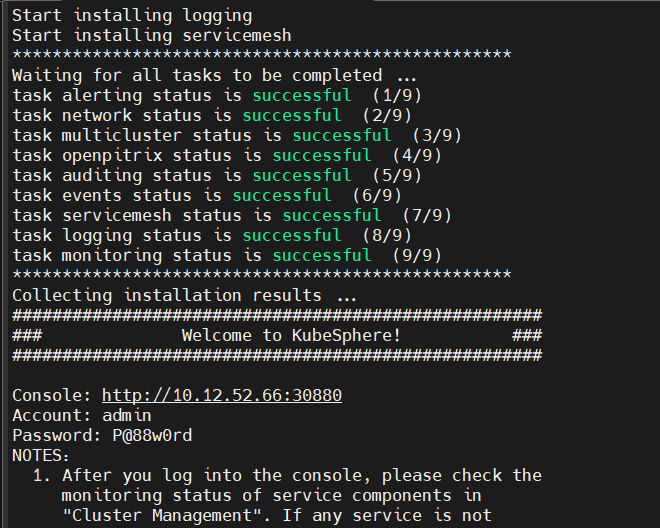 Start installing logging
Start installing servicemesh
**************************************************
Waiting for all tasks to be completed ...
task alerting status is successful (1/9)
task network status is successful (2/9)
task multicluster status is successful (3/9)
task openpitrix status is successful (4/9)
task auditing status is successful (5/9)
task events status is successful (6/9)
task servicemesh status is successful (7/9)
task logging status is successful (8/9)
task monitoring status is successful (9/9)
**************************************************
Collecting installation results ...
#####################################################
### Welcome to KubeSphere! ###
#####################################################
Console: http://10.12.52.66:30880
Account: admin
Password: P@88w0rd
NOTES:
1. After you log into the console, please check the
monitoring status of service components in
"Cluster Management". If any service is not